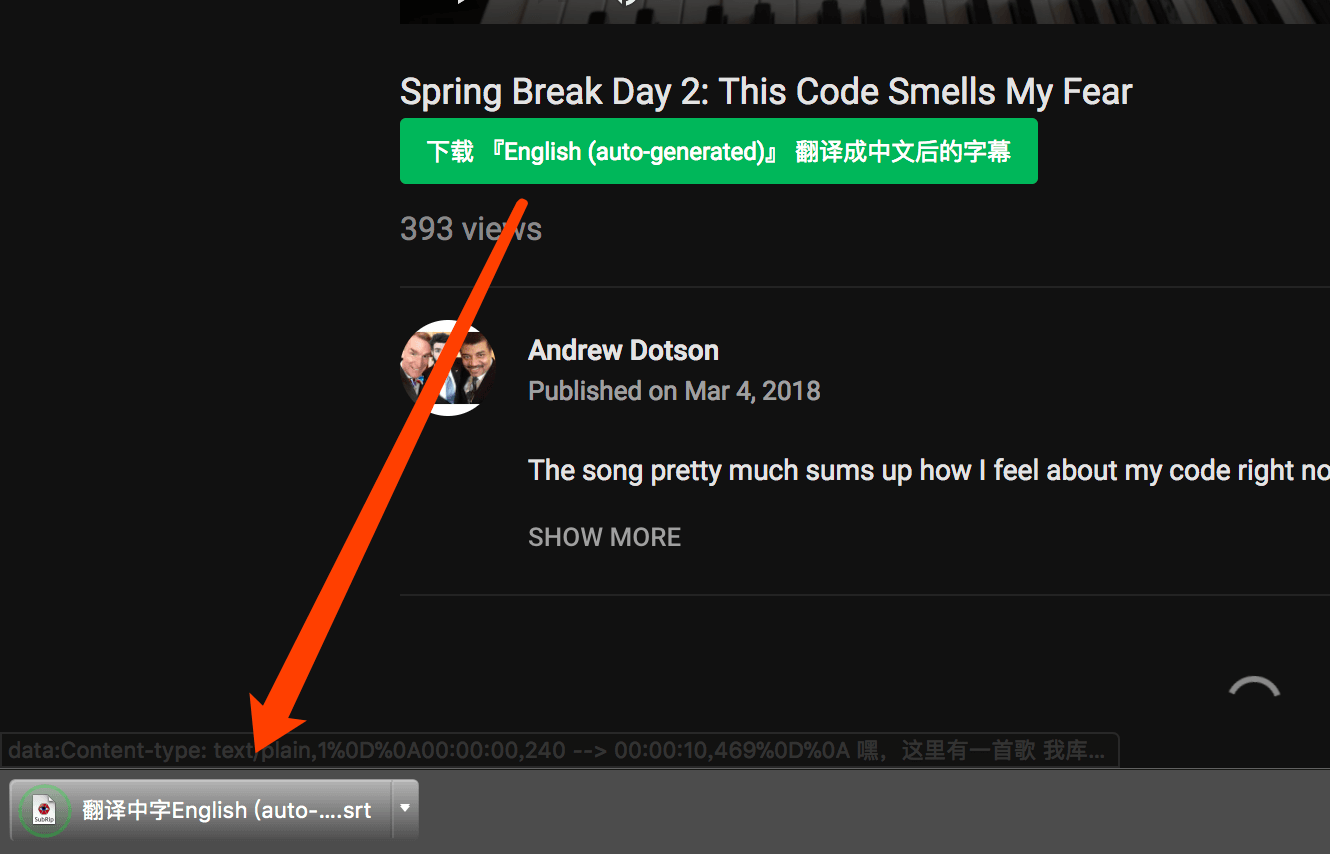 Spring Break Day 2: This Code Smells My Fear
下载 『English (auto-generated)』 翻译成中文后的字幕
393 views
Andrew Dotson
Published on Mar 4, 2018
The song pretty much sums up how I feel about my code right no
SHOW MORE
data:Content-type: text/plain,1%0D%0A00:00:00,240 --> 00:00:10,469%0D%0A 嘿，这里有一首歌 我库...
SubRip
翻译中字English (auto-....srt